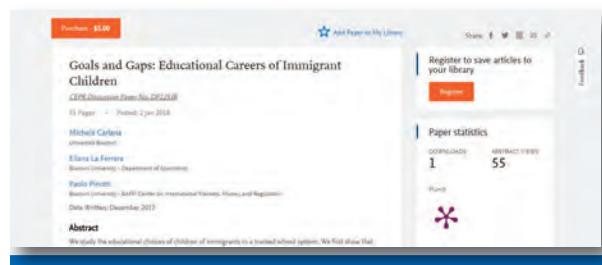 Purchase - $5.00
Add Paper to My Library
Share:
Goals and Gaps: Educational Careers of Immigrant
Children
CEPR Discussion Paper No. DP12538
55 Pages • Posted: 2 Jan 2018
Michela Carlana
Università Bocconi
Eliana La Ferrara
Bocconi University - Department of Economics
Paolo Pinotti
Bocconi University - BAFFI Center on International Markets, Money, and Regulation
Date Written: December 2017
Abstract
We study the educational choices of children of immigrants in a tracked school system. We first show that
Register to save articles to
your library
Register
Paper statistics
DOWNLOADS
1
ABSTRACT VIEWS
55
PlumX
Feedback